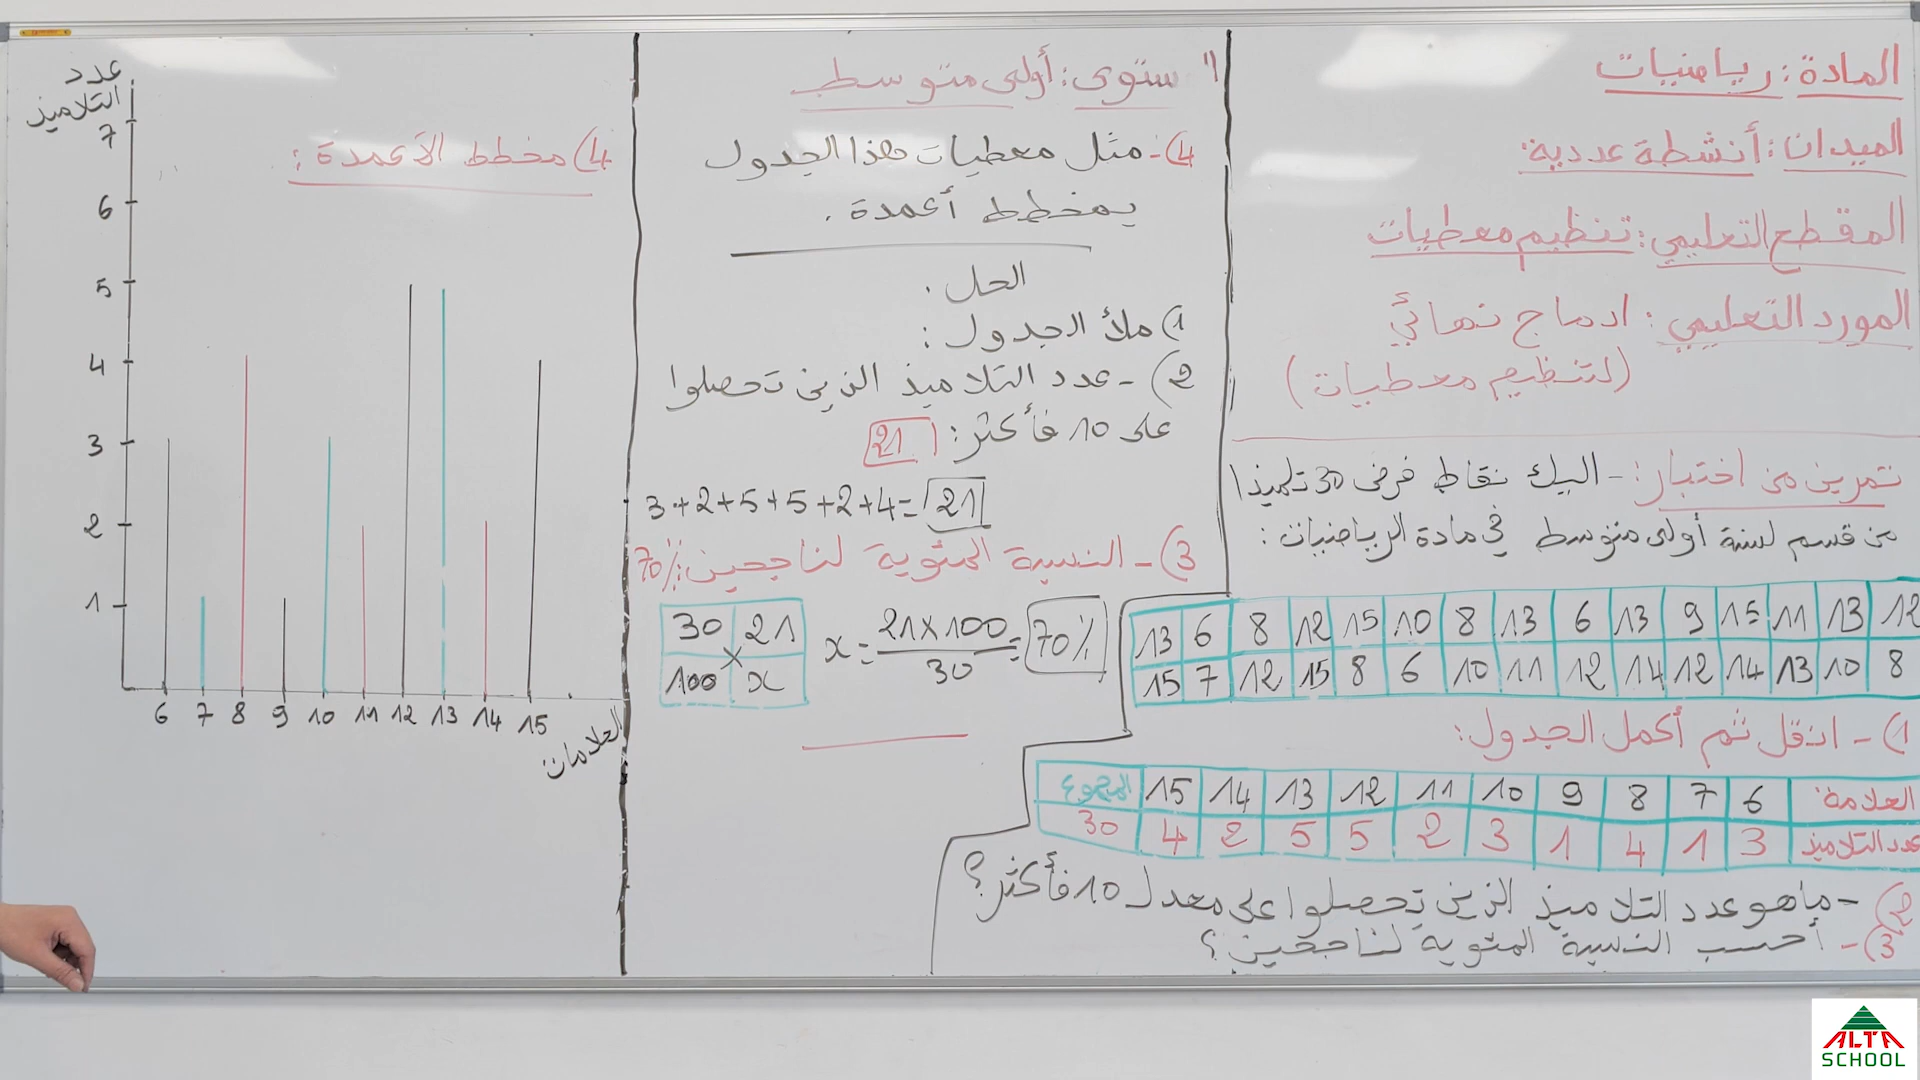 المادة : رياضيات
الميدان : أنشطة عددية.
المقطع التعليمي : تنظيم معطيات
المورد التعليمي : ادماج نهائي
(لتنظيم معطيات)
تمرين من اختبار : - اليك نقاط فرض 30 تلميذا
من قسم لسنة أولى متوسط في مادة الرياضيات :
13 6 8 12 15 10 8 13 6 13 9 15 11 13 12
15 7 12 15 8 6 10 11 12 14 12 14 13 10 8
1) - انقل ثم أكمل الجدول :
العلامة 6 7 8 9 10 11 12 13 14 15 المجموع
عدد التلاميذ 3 1 4 1 3 2 5 5 2 4 30
2) - ماهو عدد التلاميذ الذين تحصلوا على معدل 10 فأكثر ؟
3) - أحسب النسبة المئوية لناجحين ؟
ستوى : أولى متوسط
4) - مثل معطيات هذا الجدول
بمخطط أعمدة .
الحل .
1) ملأ الجدول :
2) - عدد التلاميذ الذين تحصلوا
على 10 فأكثر : 21
3+2+5+5+2+4=21
3) - النسبة المئوية لناجحين : 70%
30 21
100 x
x = 21×100 / 30 = 70%
4) مخطط الأعمدة :
عدد
التلاميذ
7
6
5
4
3
2
1
6 7 8 9 10 11 12 13 14 15
العلامات
ALTA
SCHOOL